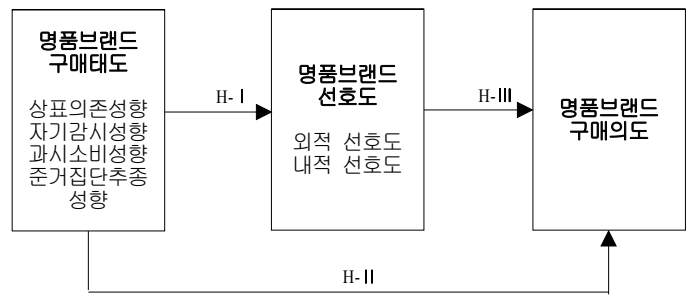 명품브랜드
구매태도
상표의존성향
자기감시성향
과시소비성향
준거집단추종
성향
H-Ⅰ
명품브랜드
선호도
외적 선호도
내적 선호도
H-Ⅲ
명품브랜드
구매의도
H-Ⅱ